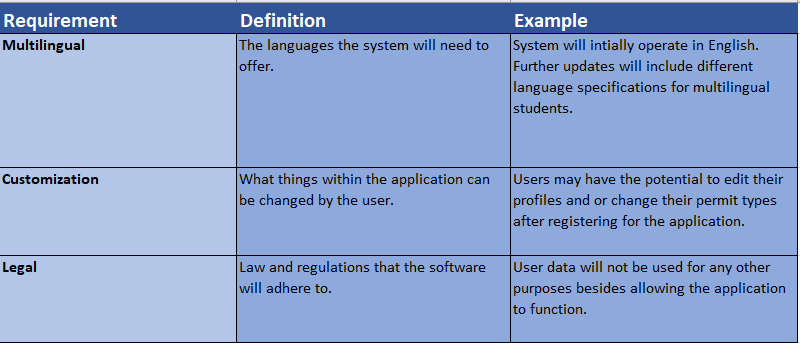 Requirement Definition Example
Multilingual
The languages the system will need to
offer.
System will intially operate in English.
Further updates will include different
language specifications for multilingual
students.
Customization
What things within the application can
be changed by the user.
Users may have the potential to edit their
profiles and or change their permit types
after registering for the application.
Legal
Law and regulations that the software
will adhere to.
User data will not be used for any other
purposes besides allowing the application
to function.